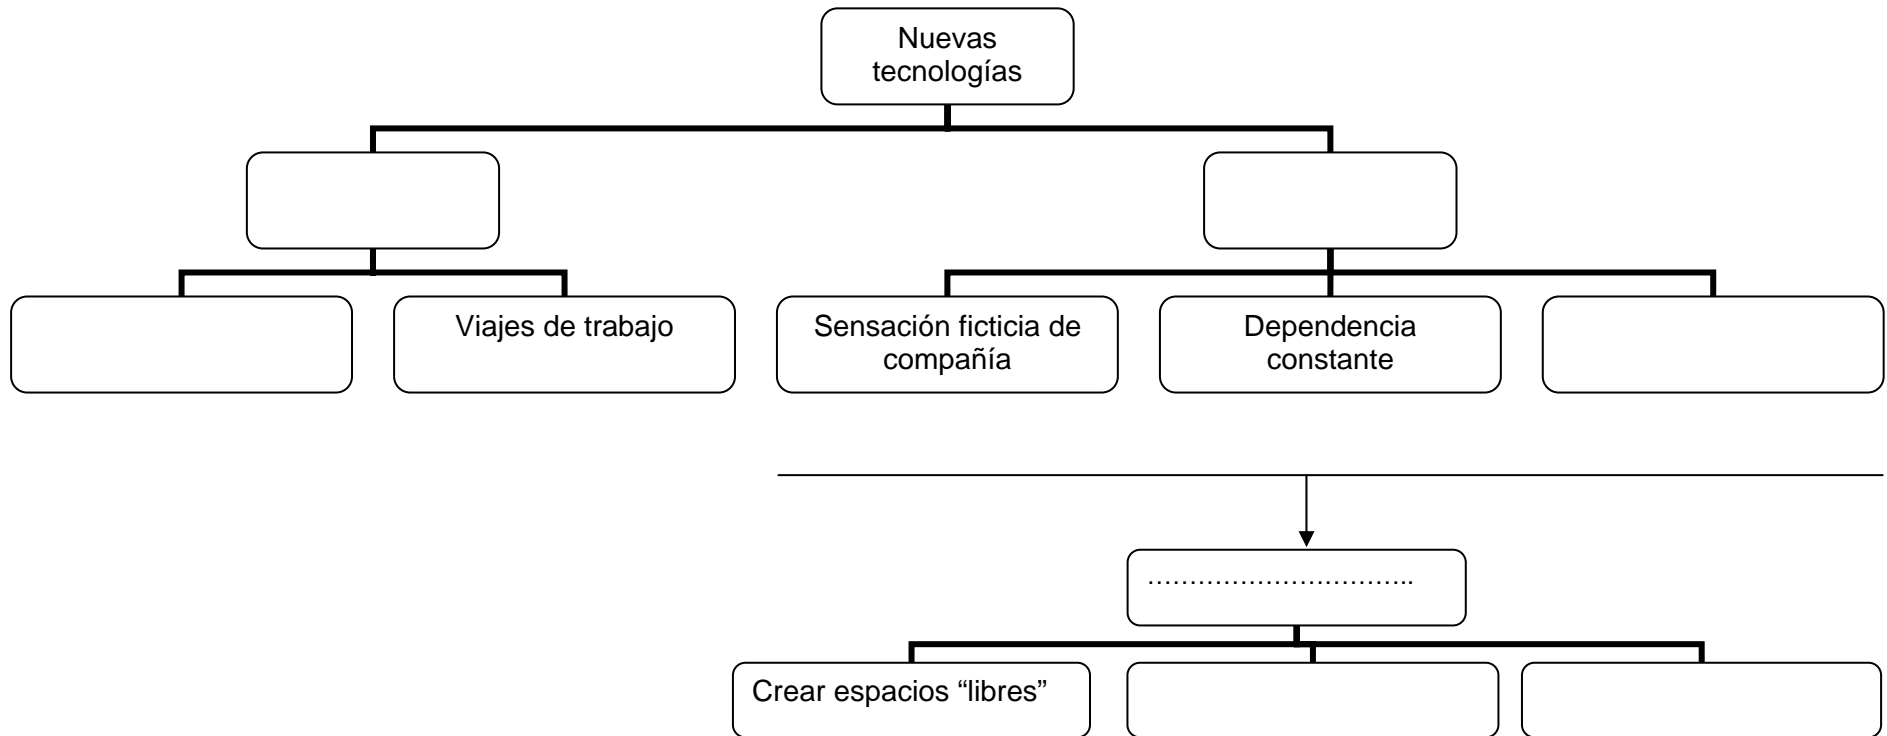 Nuevas
tecnologías
Viajes de trabajo
Sensación ficticia de
compañía
Dependencia
constante
…………………………..
Crear espacios “libres”